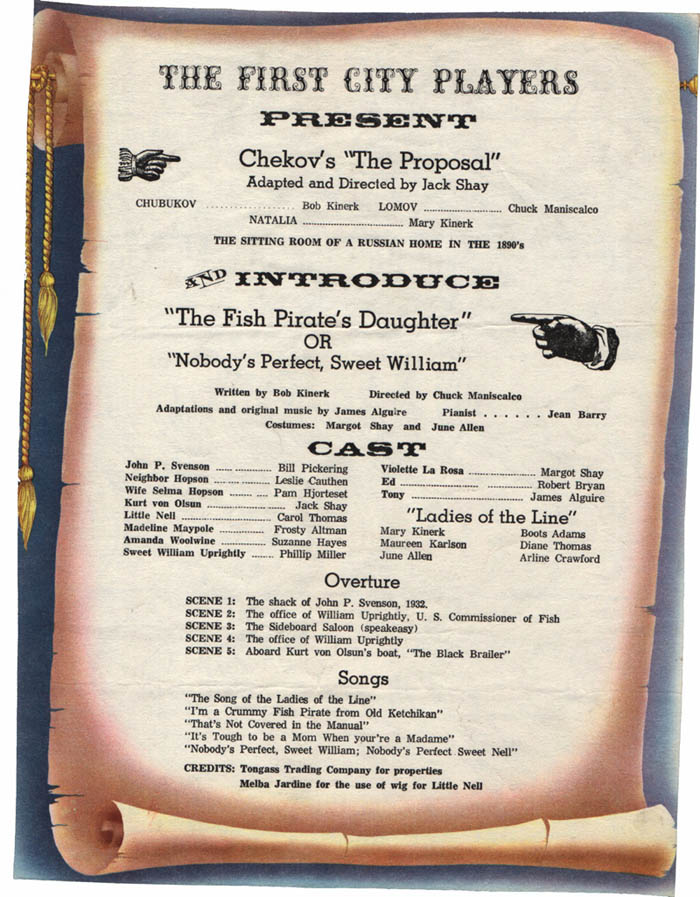 THE FIRST CITY PLAYERS
PRESENT
Chekov's "The Proposal"
Adapted and Directed by Jack Shay
CHUBUKOV .................... Bob Kinerk LOMOV .................... Chuck Maniscalco
NATALIA .................... Mary Kinerk
THE SITTING ROOM OF A RUSSIAN HOME IN THE 1890's
AND INTRODUCE
"The Fish Pirate's Daughter"
OR
"Nobody's Perfect, Sweet William"
Written by Bob Kinerk Directed by Chuck Maniscalco
Adaptations and original music by James Alguire Pianist . . . . . . Jean Barry
Costumes: Margot Shay and June Allen
CAST
John P. Svenson .................... Bill Pickering
Neighbor Hopson .................... Leslie Cauthen
Wife Selma Hopson .................... Pam Hjorteset
Kurt von Olsun .................... Jack Shay
Little Nell .................... Carol Thomas
Madeline Maypole .................... Frosty Altman
Amanda Woolwine .................... Suzanne Hayes
Sweet William Uprightly ........ Phillip Miller
Violette La Rosa .................... Margot Shay
Ed .................... Robert Bryan
Tony .................... James Alguire
"Ladies of the Line"
Mary Kinerk Boots Adams
Maureen Karlson Diane Thomas
June Allen Arline Crawford
Overture
SCENE 1: The shack of John P. Svenson, 1932.
SCENE 2: The office of William Uprightly, U. S. Commissioner of Fish
SCENE 3: The Sideboard Saloon (speakeasy)
SCENE 4: The office of William Uprightly
SCENE 5: Aboard Kurt von Olsun's boat, "The Black Brailer"
Songs
"The Song of the Ladies of the Line"
"I'm a Crummy Fish Pirate from Old Ketchikan"
"That's Not Covered in the Manual"
"It's Tough to be a Mom When your're a Madame"
"Nobody's Perfect, Sweet William; Nobody's Perfect Sweet Nell"
CREDITS: Tongass Trading Company for properties
Melba Jardine for the use of wig for Little Nell